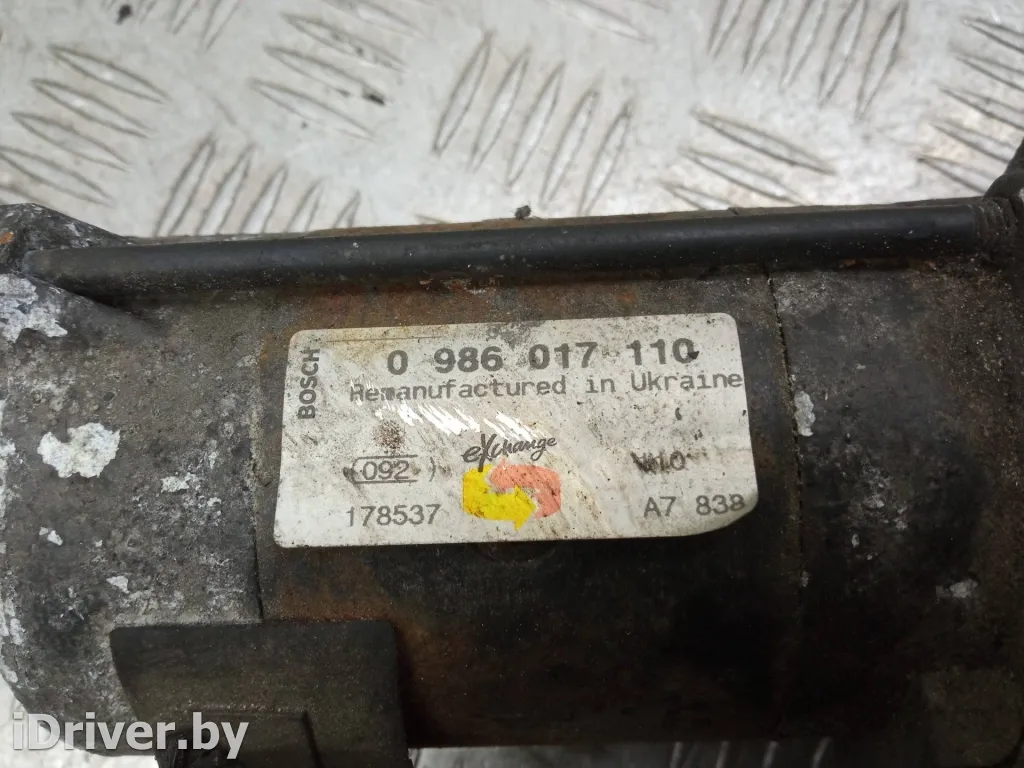 BOSCH
0 986 017 110
Remanufactured in Ukraine
eXchange
092
178537
A7 838
iDriver.by